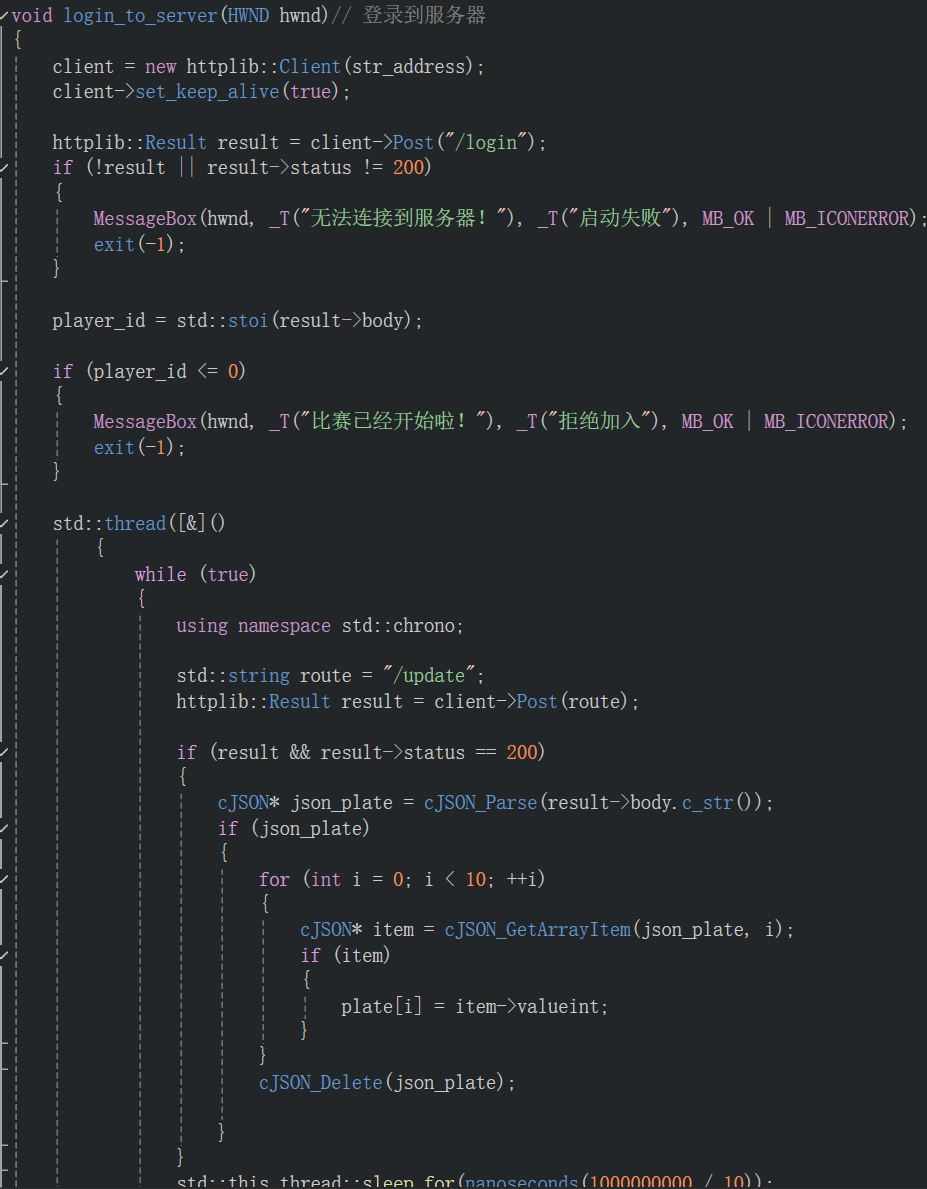 void login_to_server(HWND hwnd)// 登录到服务器
{
client = new httplib::Client(str_address);
client->set_keep_alive(true);
httplib::Result result = client->Post("/login");
if (!result || result->status != 200)
{
MessageBox(hwnd, _T("无法连接到服务器！"), _T("启动失败"), MB_OK | MB_ICONERROR);
exit(-1);
}
player_id = std::stoi(result->body);
if (player_id <= 0)
{
MessageBox(hwnd, _T("比赛已经开始啦！"), _T("拒绝加入"), MB_OK | MB_ICONERROR);
exit(-1);
}
std::thread([&]()
{
while (true)
{
using namespace std::chrono;
std::string route = "/update";
httplib::Result result = client->Post(route);
if (result && result->status == 200)
{
cJSON* json_plate = cJSON_Parse(result->body.c_str());
if (json_plate)
{
for (int i = 0; i < 10; ++i)
{
cJSON* item = cJSON_GetArrayItem(json_plate, i);
if (item)
{
plate[i] = item->valueint;
}
}
cJSON_Delete(json_plate);
}
}
std::this_thread::sleep_for(nanoseconds(1000000000 / 10));